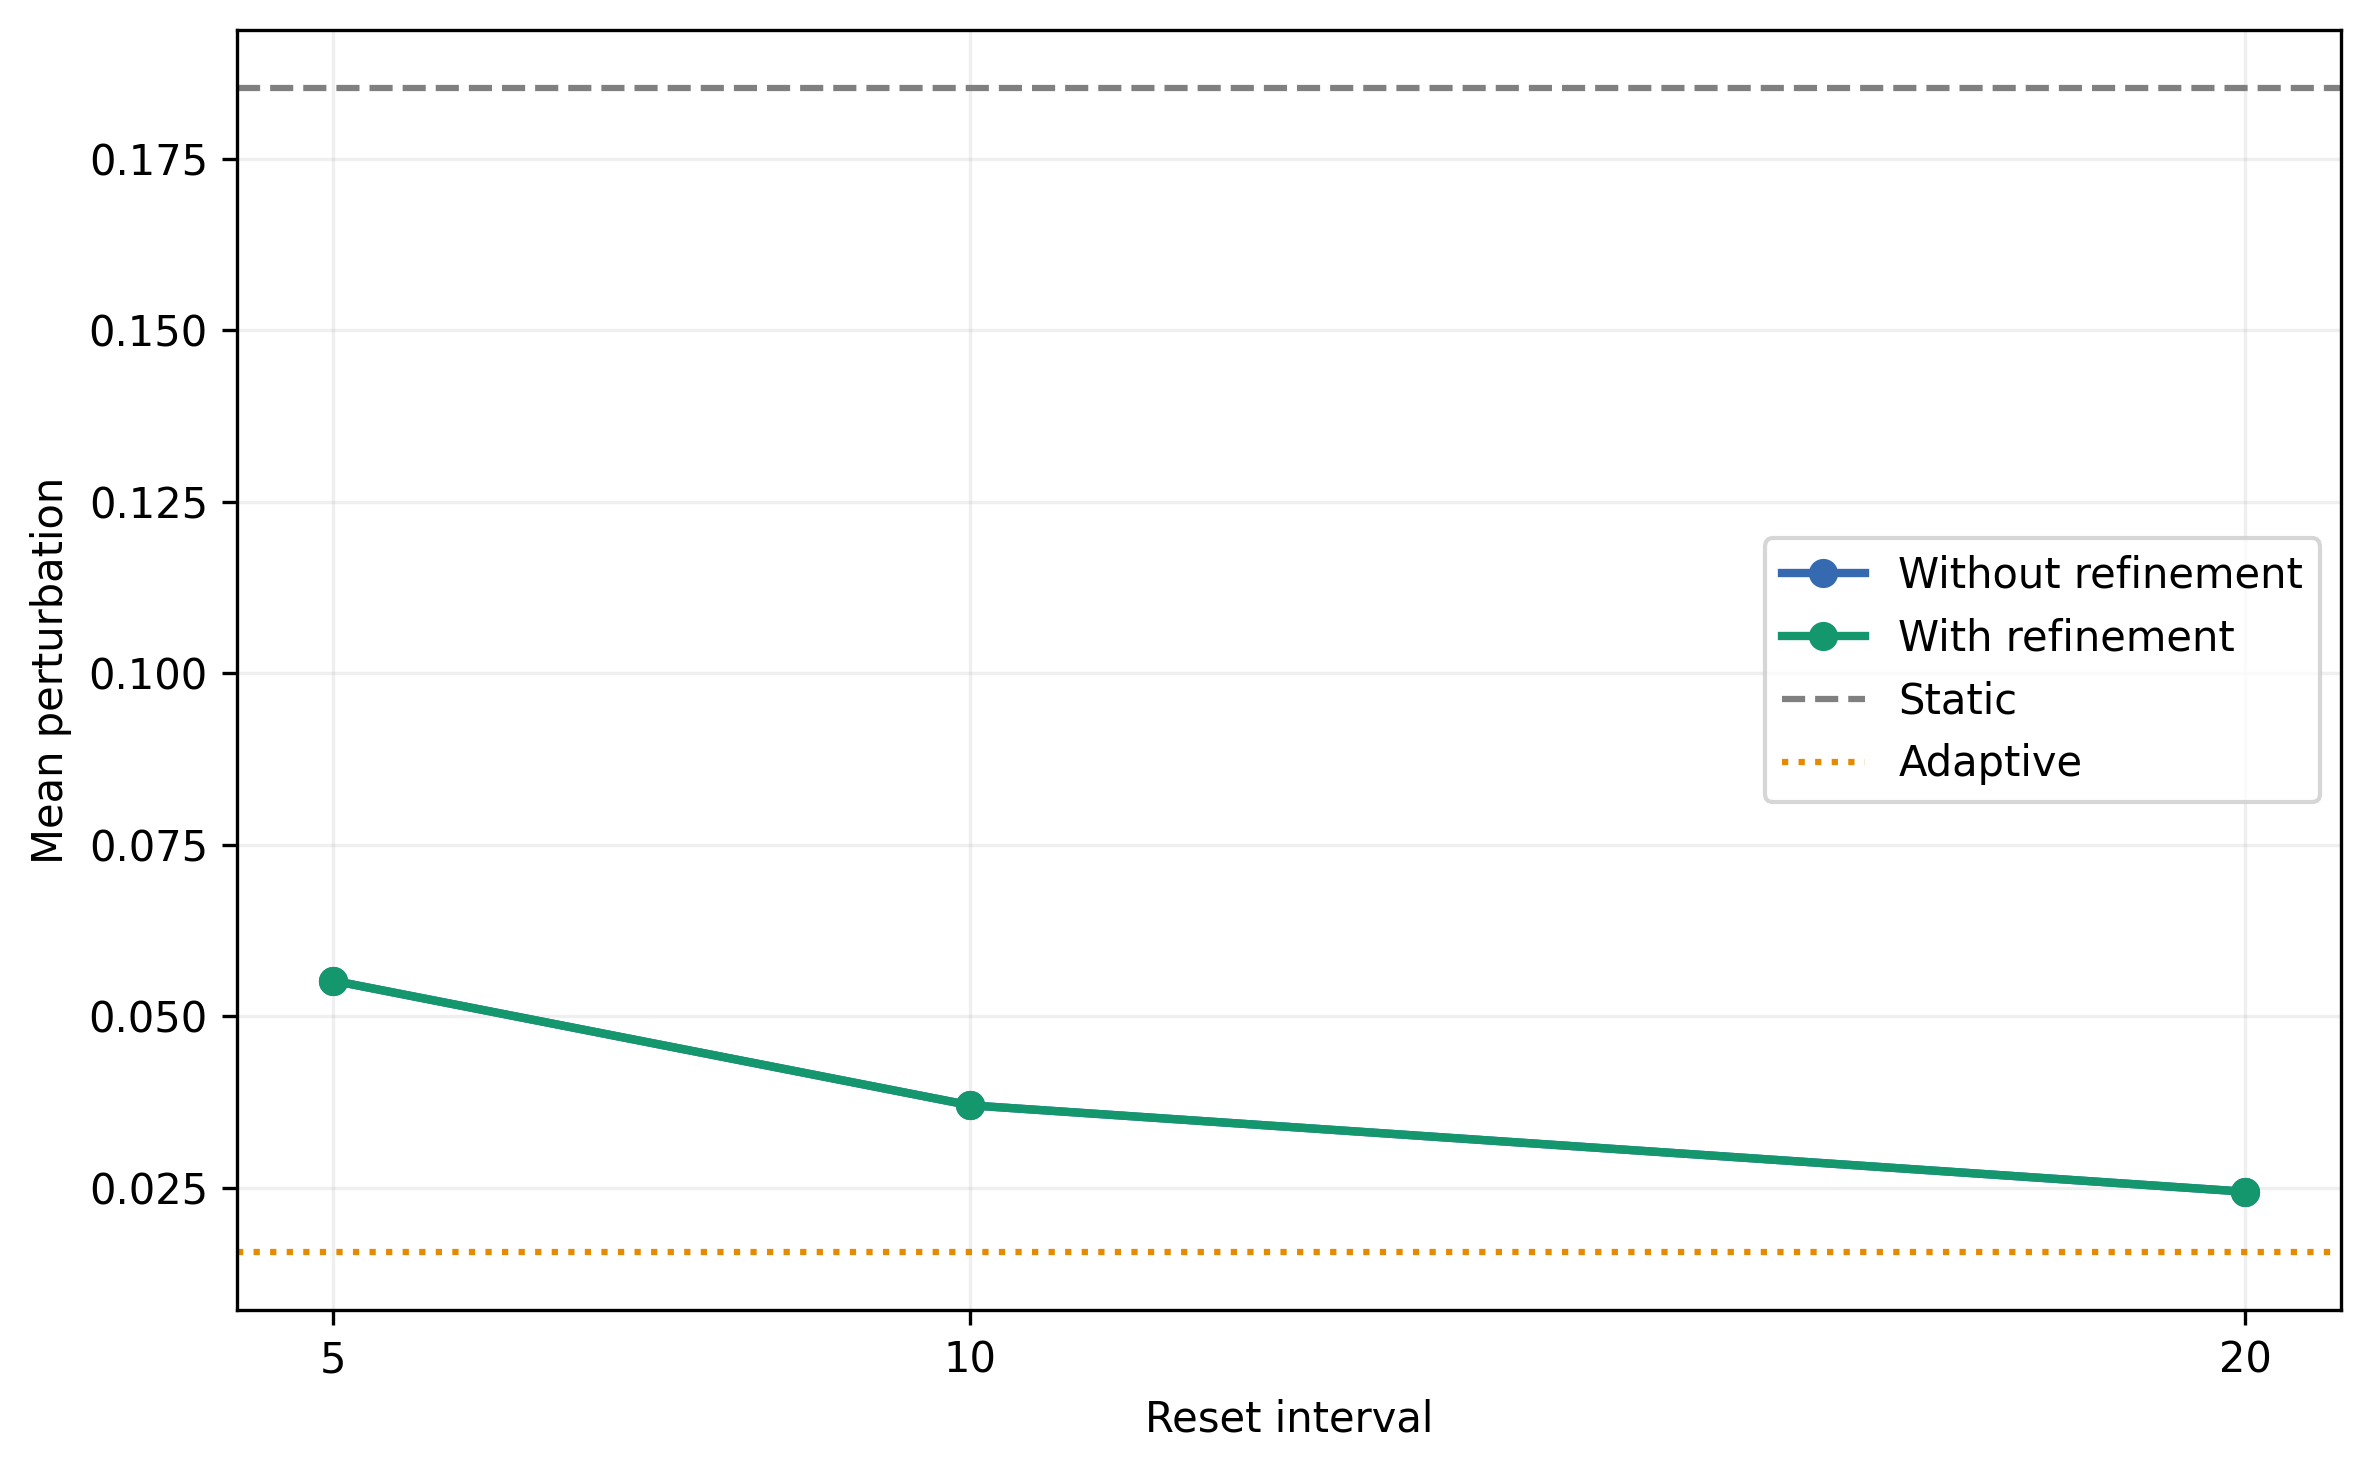 0.175
0.150
0.125
0.100
0.075
0.050
0.025
Mean perturbation
Without refinement
With refinement
Static
Adaptive
5 10 20
Reset interval